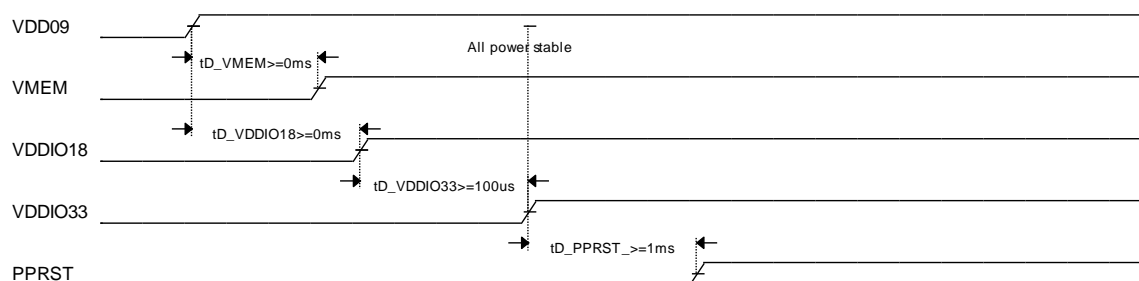 VDD09
All power stable
tD_VMEM>=0ms
VMEM
tD_VDDIO18>=0ms
VDDIO18
tD_VDDIO33>=100us
VDDIO33
tD_PPRST_>=1ms
PPRST